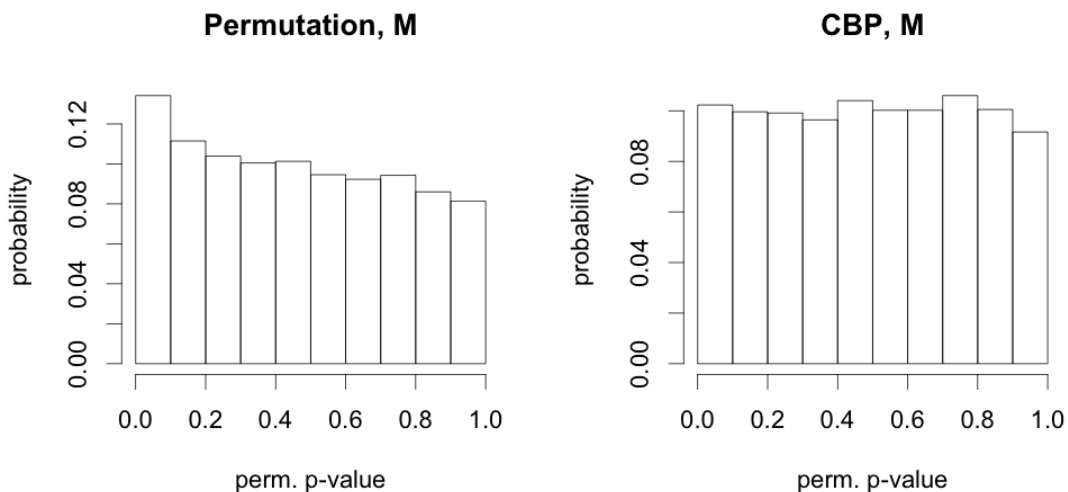 Permutation, M
probability
0.00 0.04 0.08 0.12
0.0 0.2 0.4 0.6 0.8 1.0
perm. p-value
CBP, M
probability
0.00 0.04 0.08
0.0 0.2 0.4 0.6 0.8 1.0
perm. p-value